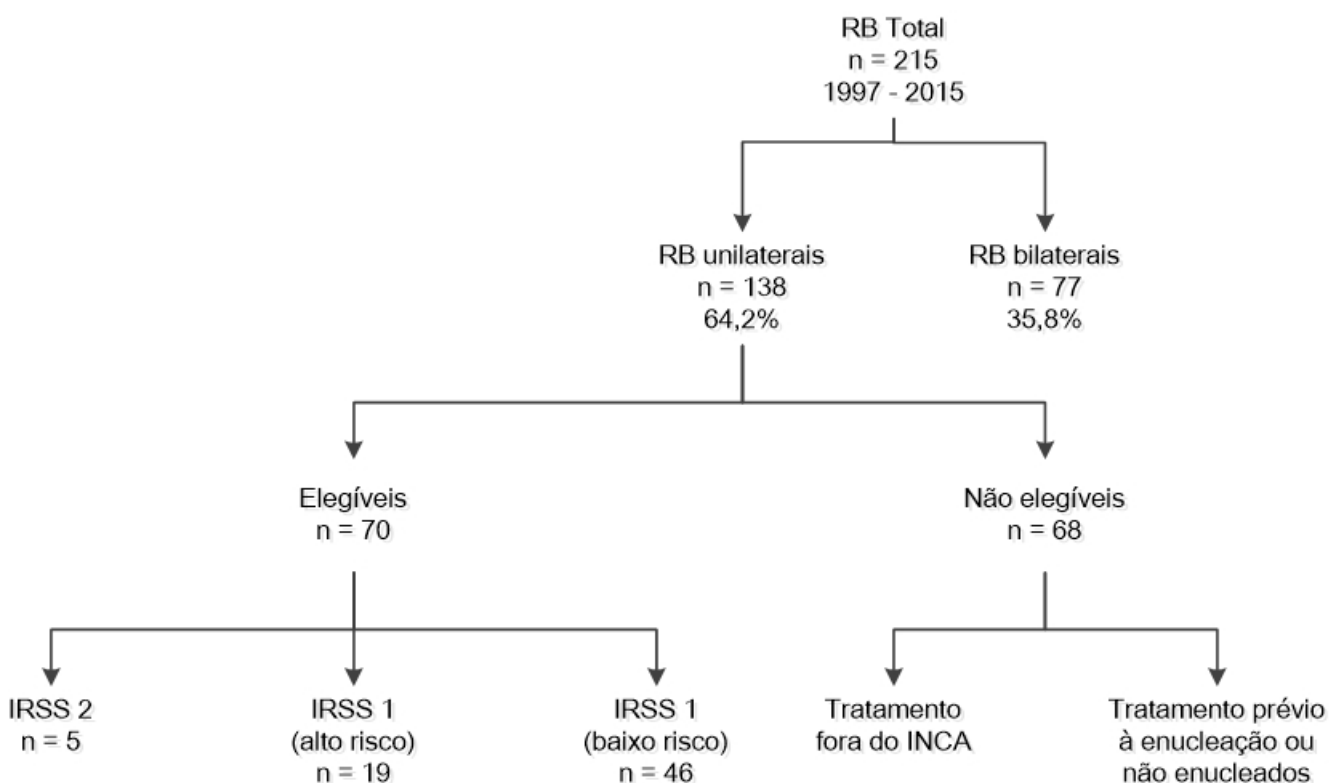 RB Total
n = 215
1997 - 2015
RB unilaterais
n = 138
64,2%
RB bilaterais
n = 77
35,8%
Elegíveis
n = 70
Não elegíveis
n = 68
IRSS 2
n = 5
IRSS 1
(alto risco)
n = 19
IRSS 1
(baixo risco)
n = 46
Tratamento
fora do INCA
Tratamento prévio
à enucleação ou
não enucleados